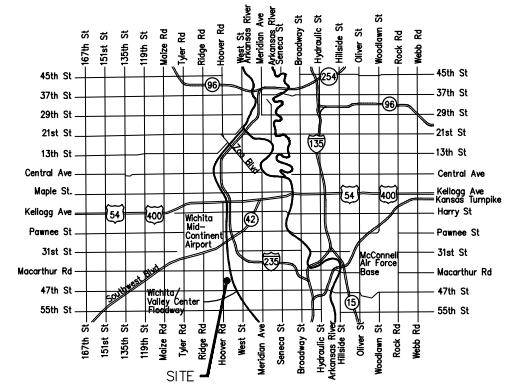 167th St
151st St
135th St
119th St
Maize Rd
Tyler Rd
Ridge Rd
Hoover Rd
West St
Arkansas River
Meridian Ave
Arkansas River
Seneca St
Broadway St
Hydraulic St
Hillside St
Oliver St
Woodlawn St
Rock Rd
Webb Rd
45th St
37th St
29th St
21st St
13th St
Central Ave
Maple St.
Kellogg Ave
Pawnee St
31st St
Macarthur Rd
47th St
55th St
45th St
37th St
29th St
21st St
13th St
Central Ave
Kellogg Ave
Kansas Turnpike
Harry St
Pawnee St
31st St
Macarthur Rd
47th St
55th St
96
254
96
135
Zoo Blvd
54
400
54
400
42
Wichita
Mid-
Continent
Airport
235
McConnell
Air Force
Base
Southwest Blvd
Wichita/
Valley Center
Floodway
15
167th St
151st St
135th St
119th St
Maize Rd
Tyler Rd
Ridge Rd
Hoover Rd
West St
Meridian Ave
Seneca St
Broadway St
Hydraulic St
Arkansas River
Hillside St
Oliver St
Woodlawn St
Rock Rd
Webb Rd
SITE